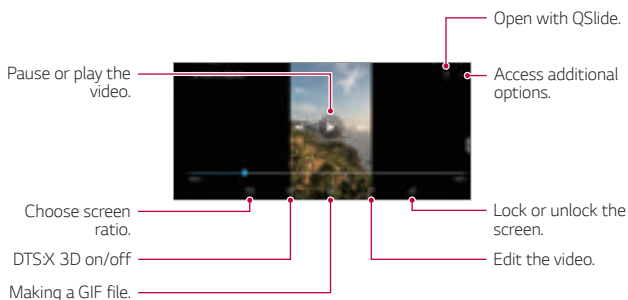 Open with QSlide.
Pause or play the
video.
Access additional
options.
Choose screen
ratio.
Lock or unlock the
screen.
DTS:X 3D on/off
Edit the video.
Making a GIF file.